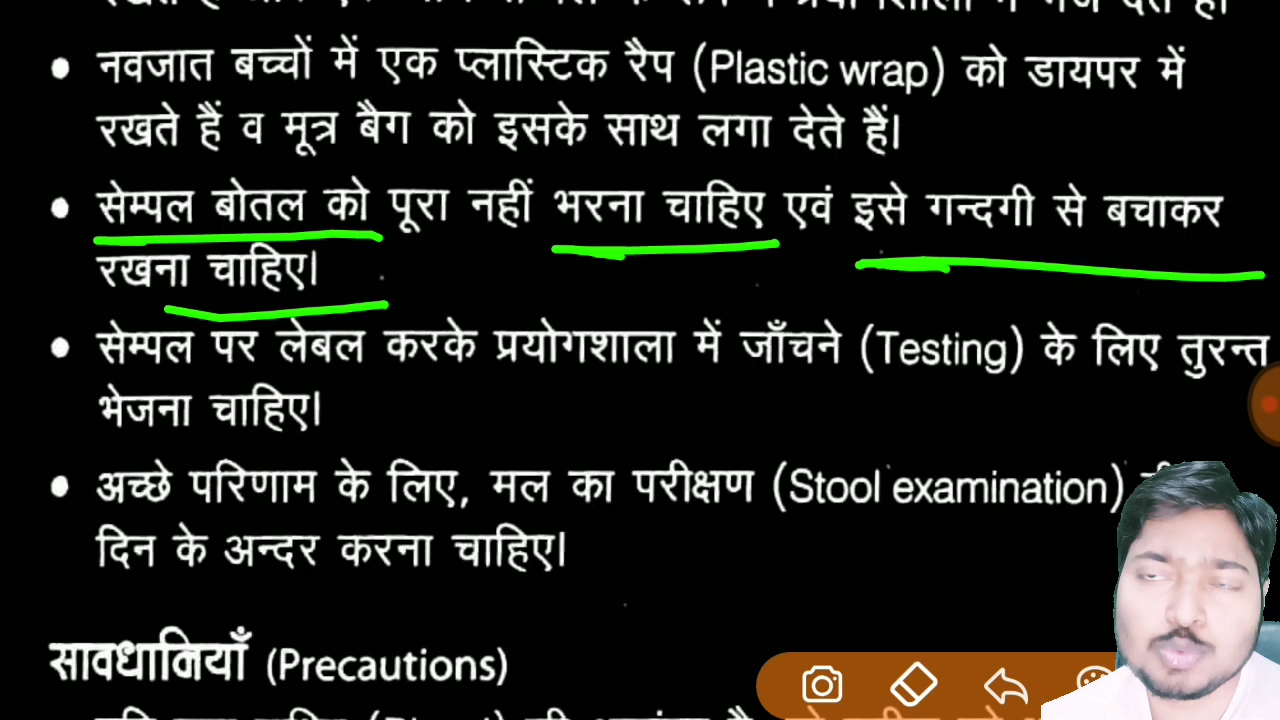 नवजात बच्चों में एक प्लास्टिक रैप (Plastic wrap) को डायपर में
रखते हैं व मूत्र बैग को इसके साथ लगा देते हैं।
सेम्पल बोतल को पूरा नहीं भरना चाहिए एवं इसे गन्दगी से बचाकर
रखना चाहिए।
सेम्पल पर लेबल करके प्रयोगशाला में जाँचने (Testing) के लिए तुरन्त
भेजना चाहिए।
अच्छे परिणाम के लिए, मल का परीक्षण (Stool examination)
दिन के अन्दर करना चाहिए।
सावधानियाँ (Precautions)